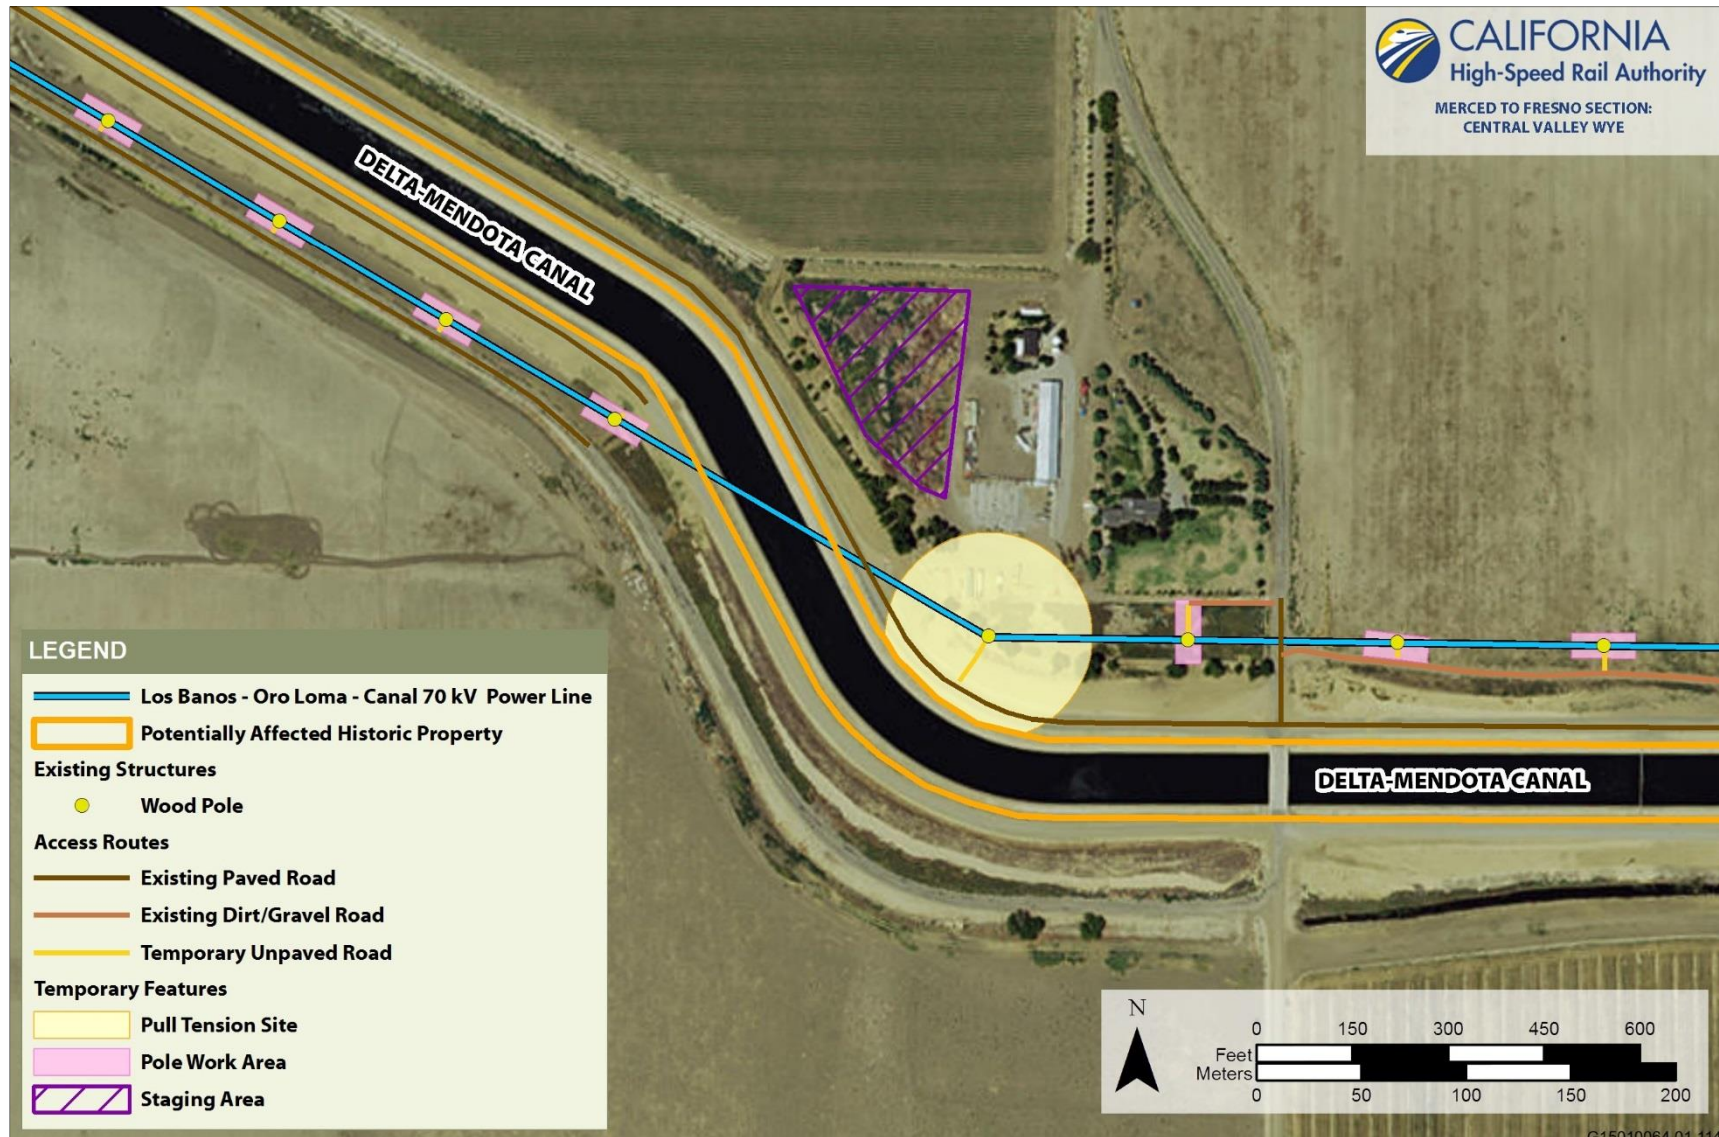 CALIFORNIA
High-Speed Rail Authority
MERCED TO FRESNO SECTION:
CENTRAL VALLEY WYE
DELTA-MENDOTA CANAL
DELTA-MENDOTA CANAL
LEGEND
Los Banos - Oro Loma - Canal 70 kV Power Line
Potentially Affected Historic Property
Existing Structures
Wood Pole
Access Routes
Existing Paved Road
Existing Dirt/Gravel Road
Temporary Unpaved Road
Temporary Features
Pull Tension Site
Pole Work Area
Staging Area
N
0 150 300 450 600
Feet
Meters
0 50 100 150 200